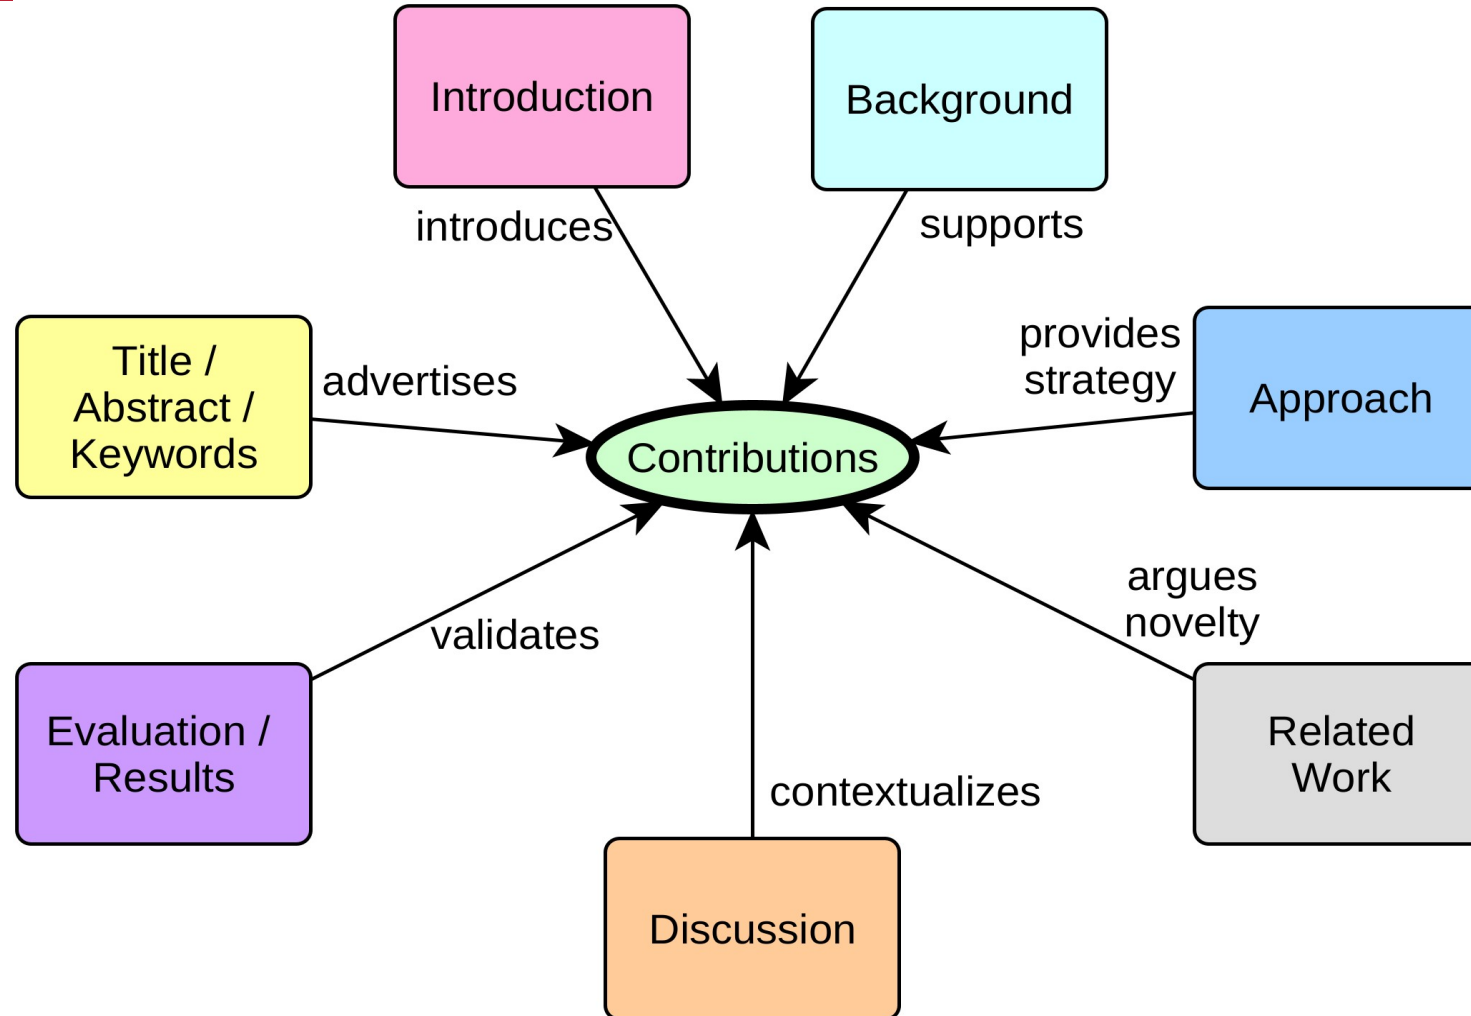 Introduction
Background
introduces
supports
Title /
Abstract /
Keywords
advertises
provides
strategy
Approach
Contributions
argues
novelty
validates
Evaluation /
Results
Related
Work
contextualizes
Discussion